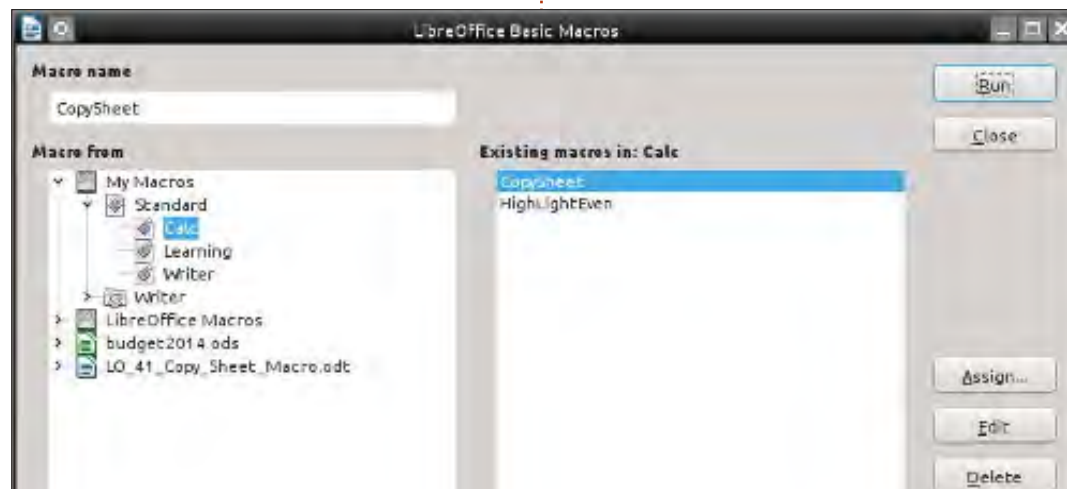 LibreOffice Basic Macros
Macro name
CopySheet
Run
Close
Macro from
My Macros
Standard
Calc
Learning
Writer
Writer
LibreOffice Macros
budget2014.ods
LO_41_Copy_Sheet_Macro.odt
Existing macros in: Calc
CopySheet
HighLightEven
Assign...
Edit
Delete